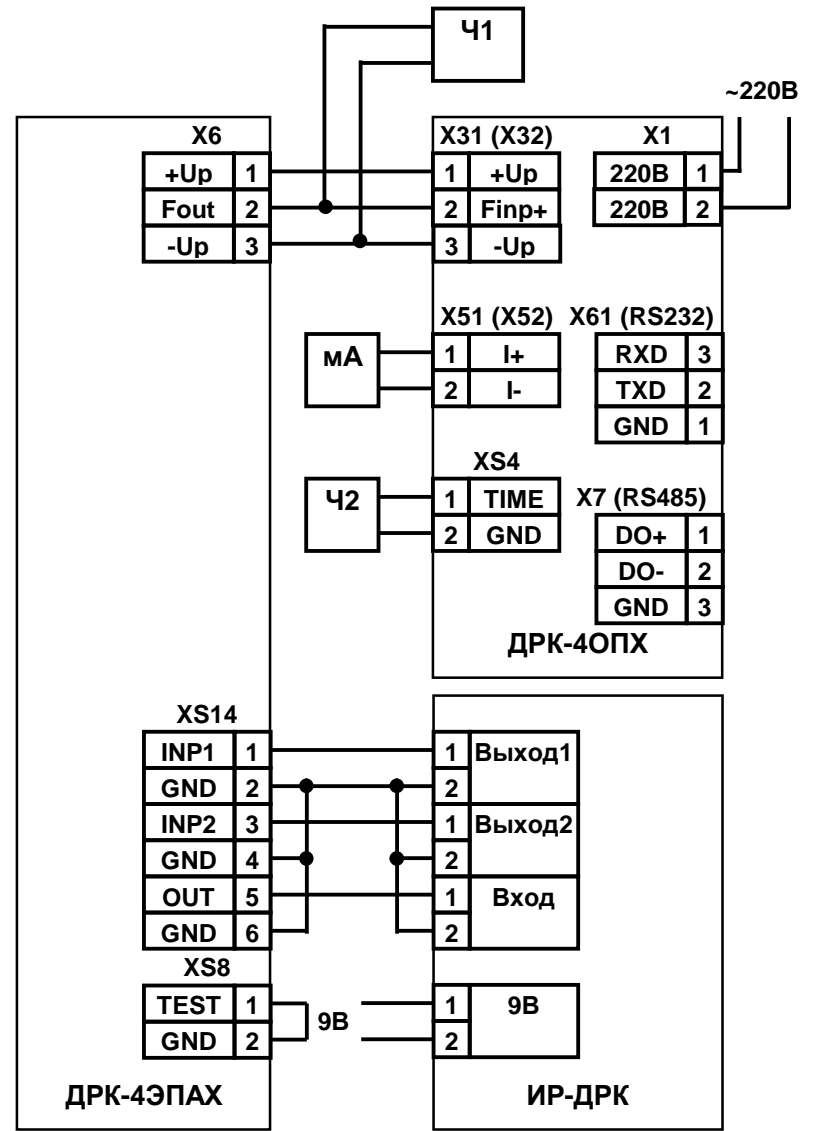 Ч1
~220В
X6
X31 (X32)
X1
+Up 1
1 +Up
220В 1
Fout 2
2 Finp+
220В 2
-Up 3
3 -Up
X51 (X52)
X61 (RS232)
мА
1 I+
RXD 3
2 I-
TXD 2
GND 1
XS4
Ч2
1 TIME
X7 (RS485)
2 GND
DO+ 1
DO- 2
GND 3
ДРК-4ОПХ
XS14
INP1 1
1 Выход1
GND 2
2
INP2 3
1 Выход2
GND 4
2
OUT 5
1 Вход
GND 6
2
XS8
TEST 1
9В
1 9В
GND 2
2
ДРК-4ЭПАХ
ИР-ДРК